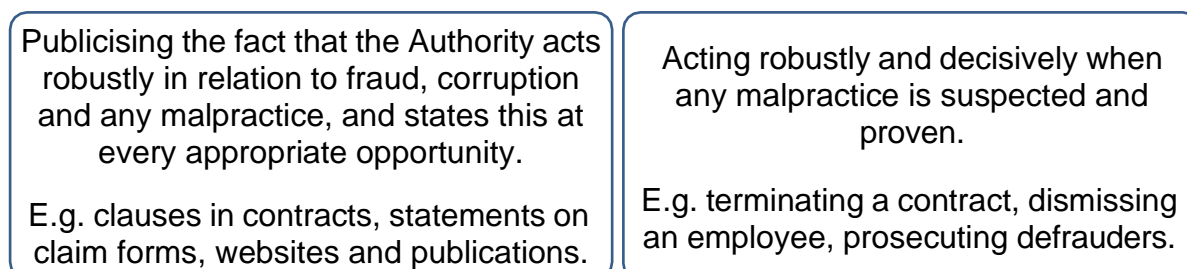 Publicising the fact that the Authority acts
robustly in relation to fraud, corruption
and any malpractice, and states this at
every appropriate opportunity.
E.g. clauses in contracts, statements on
claim forms, websites and publications.
Acting robustly and decisively when
any malpractice is suspected and
proven.
E.g. terminating a contract, dismissing
an employee, prosecuting defrauders.